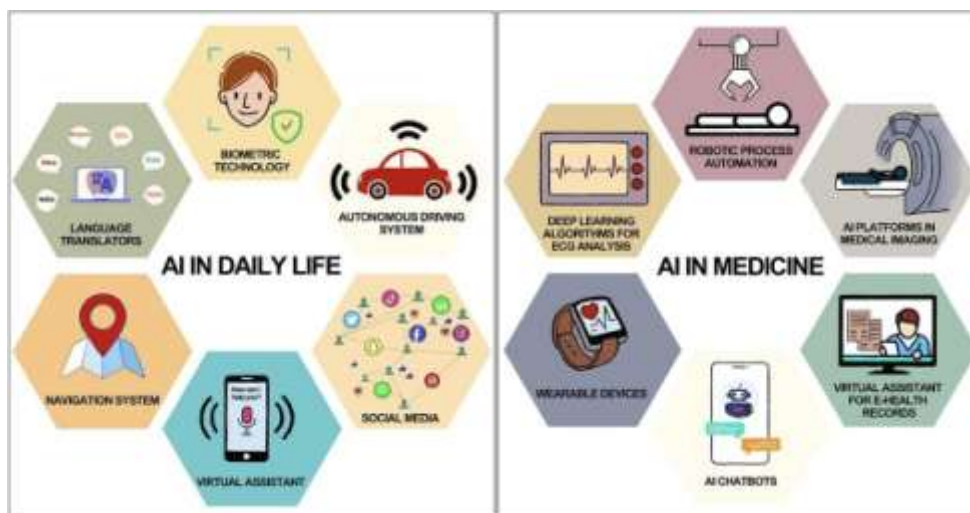 BIOMETRIC
TECHNOLOGY
LANGUAGE
TRANSLATORS
AUTONOMOUS DRIVING
SYSTEM
AI IN DAILY LIFE
NAVIGATION SYSTEM
SOCIAL MEDIA
VIRTUAL ASSISTANT
ROBOTIC PROCESS
AUTOMATION
DEEP LEARNING
ALGORITHMS FOR
ECG ANALYSIS
AI PLATFORMS IN
MEDICAL IMAGING
AI IN MEDICINE
WEARABLE DEVICES
VIRTUAL ASSISTANT
FOR E-HEALTH
RECORDS
AI CHATBOTS